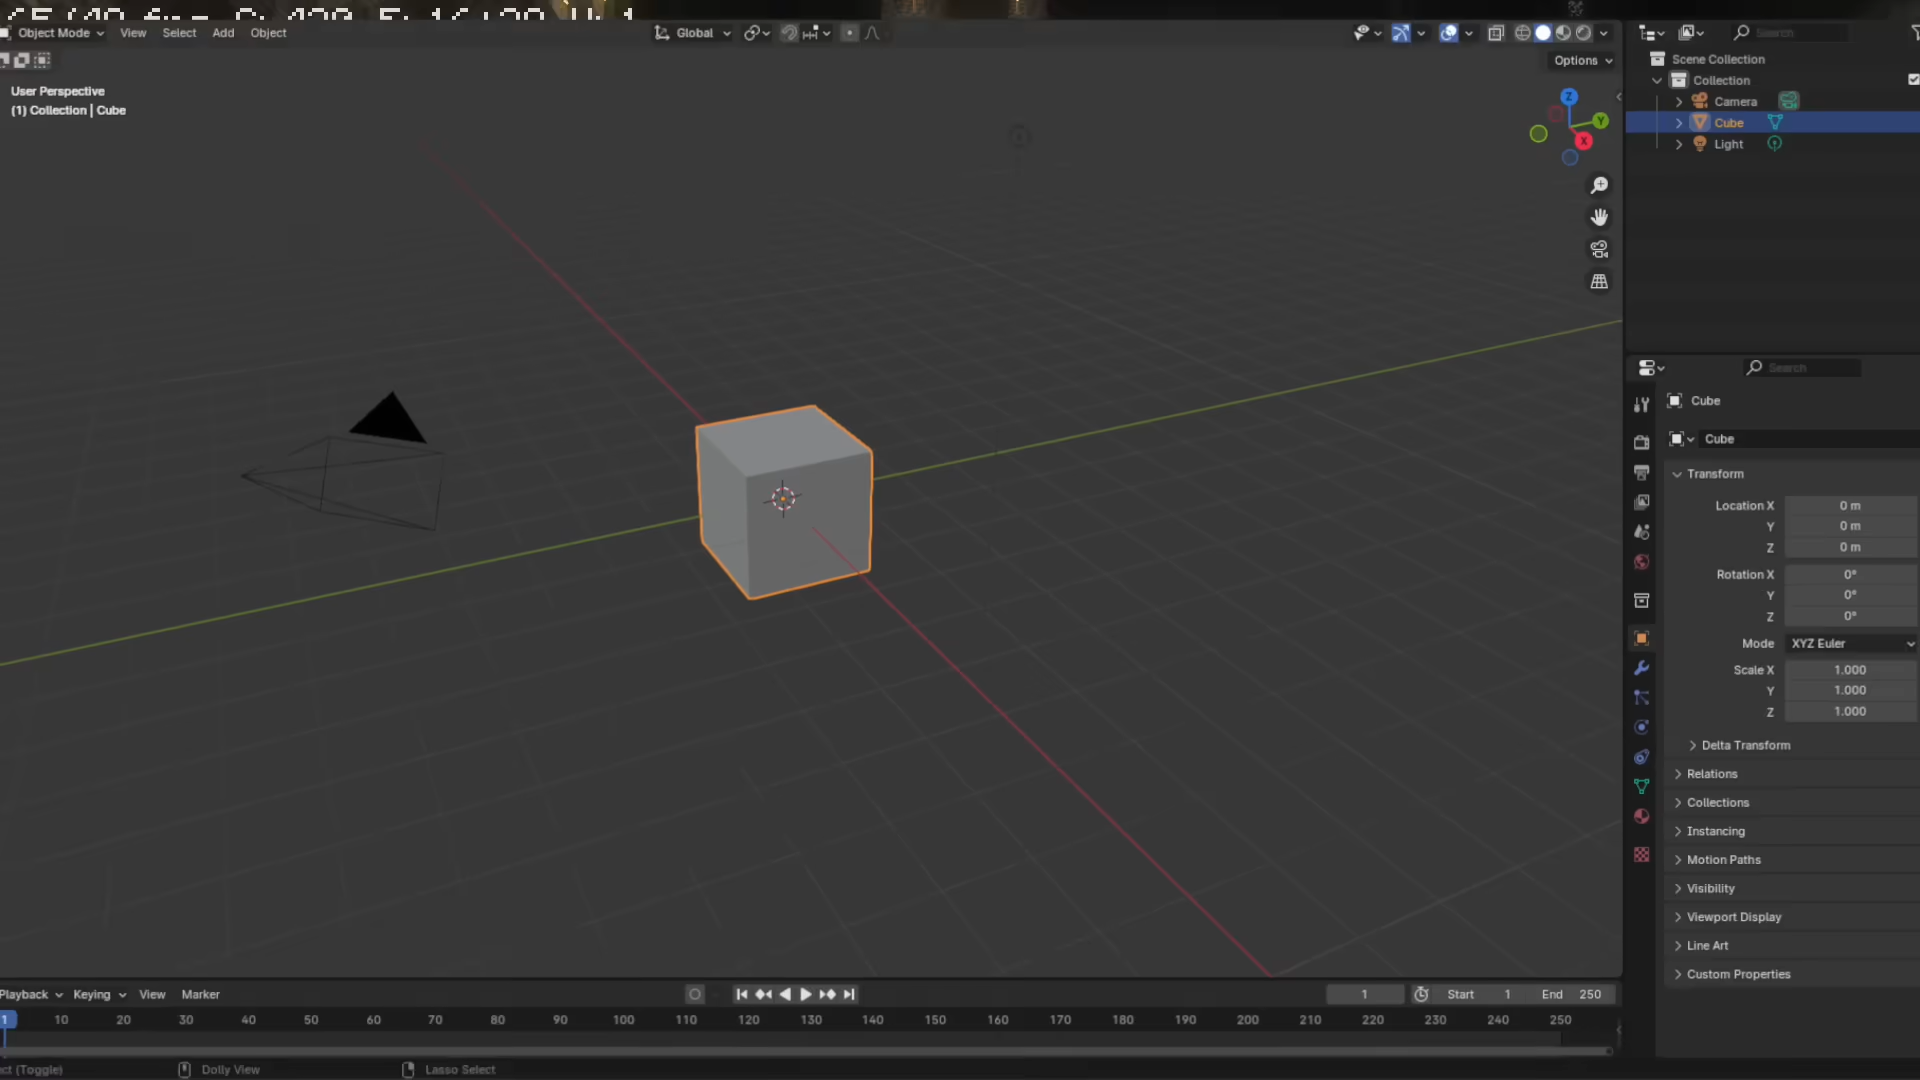 Object Mode View Select Add Object Global Search
Options
User Perspective
(1) Collection | Cube
Z
Y
X
Scene Collection
Collection
Camera
Cube
Light
Search
Cube
Cube
Transform
Location X 0 m
Y 0 m
Z 0 m
Rotation X 0°
Y 0°
Z 0°
Mode XYZ Euler
Scale X 1.000
Y 1.000
Z 1.000
Delta Transform
Relations
Collections
Instancing
Motion Paths
Visibility
Viewport Display
Line Art
Custom Properties
Playback Keying View Marker 1 Start 1 End 250
1 10 20 30 40 50 60 70 80 90 100 110 120 130 140 150 160 170 180 190 200 210 220 230 240 250
ct (Toggle) Dolly View Lasso Select